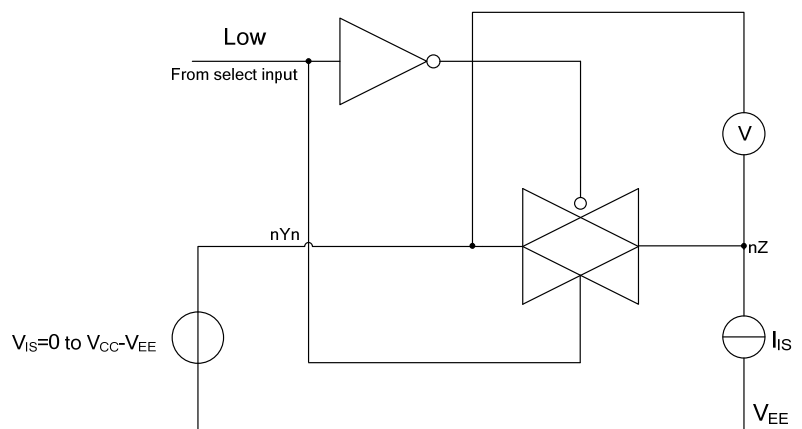 Low
From select input
V
nYn
nZ
VIS=0 to VCC-VEE
IIS
VEE